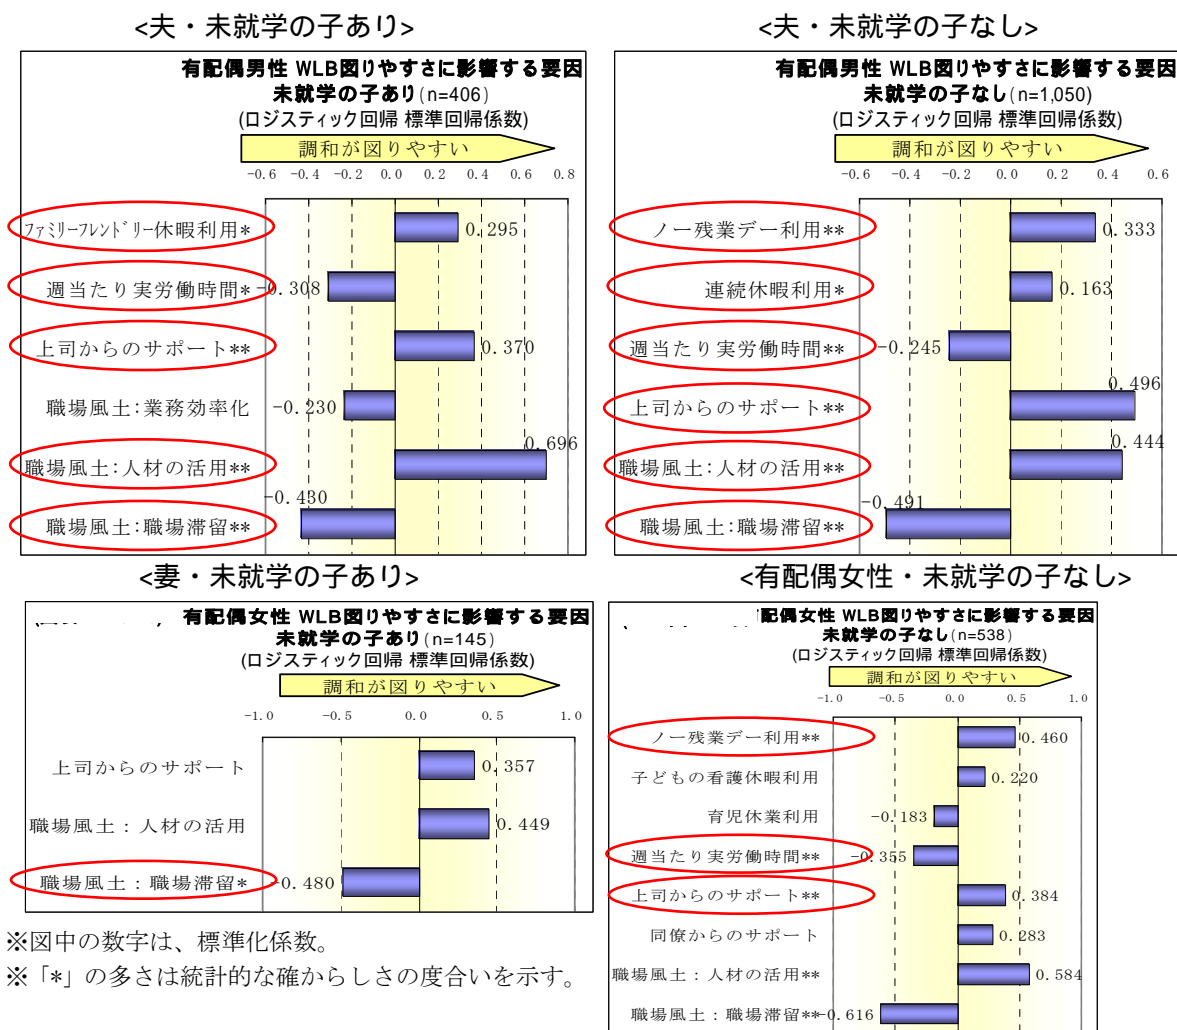 <夫・未就学の子あり>
有配偶男性 WLB図りやすさに影響する要因
未就学の子あり(n=406)
(ロジスティック回帰 標準回帰係数)
調和が図りやすい
-0.6 -0.4 -0.2 0.0 0.2 0.4 0.6 0.8
ファミリーフレンドリー休暇利用* 0.295
週当たり実労働時間* -0.308
上司からのサポート** 0.370
職場風土:業務効率化 -0.230
職場風土:人材の活用** 0.696
職場風土:職場滞留** -0.430
<夫・未就学の子なし>
有配偶男性 WLB図りやすさに影響する要因
未就学の子なし(n=1,050)
(ロジスティック回帰 標準回帰係数)
調和が図りやすい
-0.6 -0.4 -0.2 0.0 0.2 0.4 0.6
ノー残業デー利用** 0.333
連続休暇利用* 0.163
週当たり実労働時間** -0.245
上司からのサポート** 0.496
職場風土:人材の活用** 0.444
職場風土:職場滞留** -0.491
<妻・未就学の子あり>
有配偶女性 WLB図りやすさに影響する要因
未就学の子あり(n=145)
(ロジスティック回帰 標準回帰係数)
調和が図りやすい
-1.0 -0.5 0.0 0.5 1.0
上司からのサポート 0.357
職場風土:人材の活用 0.449
職場風土:職場滞留* -0.480
<有配偶女性・未就学の子なし>
配偶女性 WLB図りやすさに影響する要因
未就学の子なし(n=538)
(ロジスティック回帰 標準回帰係数)
調和が図りやすい
-1.0 -0.5 0.0 0.5 1.0
ノー残業デー利用** 0.460
子どもの看護休暇利用 0.220
育児休業利用 -0.183
週当たり実労働時間** -0.355
上司からのサポート** 0.384
同僚からのサポート 0.283
職場風土:人材の活用** 0.584
職場風土:職場滞留** -0.616
※図中の数字は、標準化係数。
※「*」の多さは統計的な確からしさの度合いを示す。